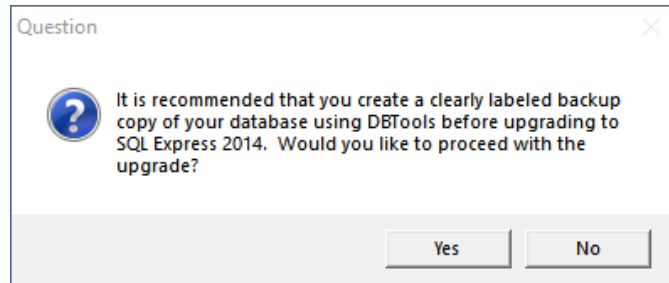 Question
It is recommended that you create a clearly labeled backup
copy of your database using DBTools before upgrading to
SQL Express 2014.  Would you like to proceed with the
upgrade?
Yes No